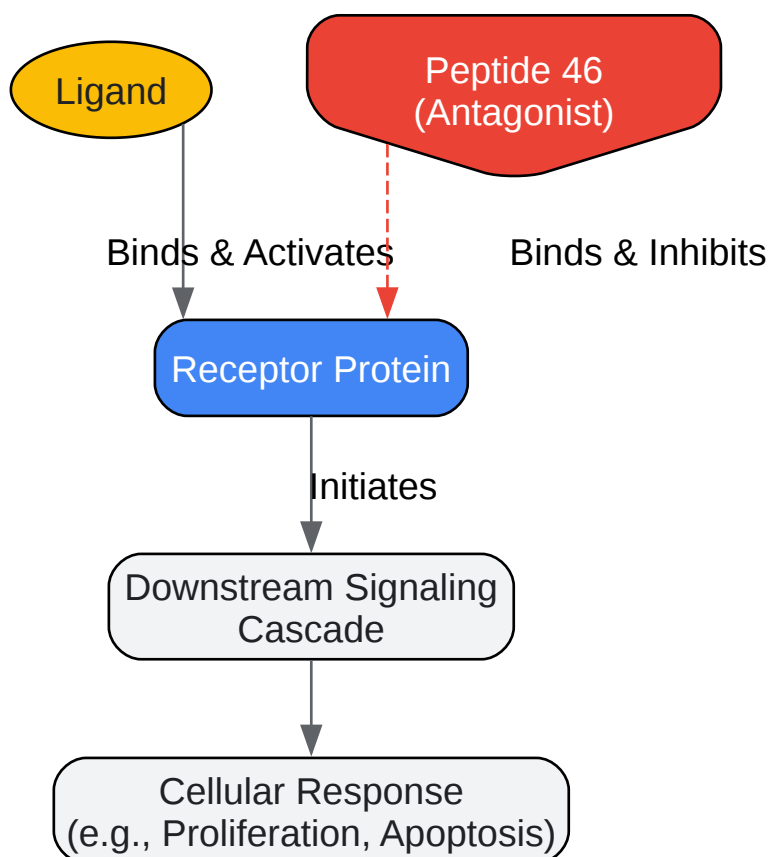 Ligand
Peptide 46
(Antagonist)
Binds & Activates
Binds & Inhibits
Receptor Protein
Initiates
Downstream Signaling
Cascade
Cellular Response
(e.g., Proliferation, Apoptosis)